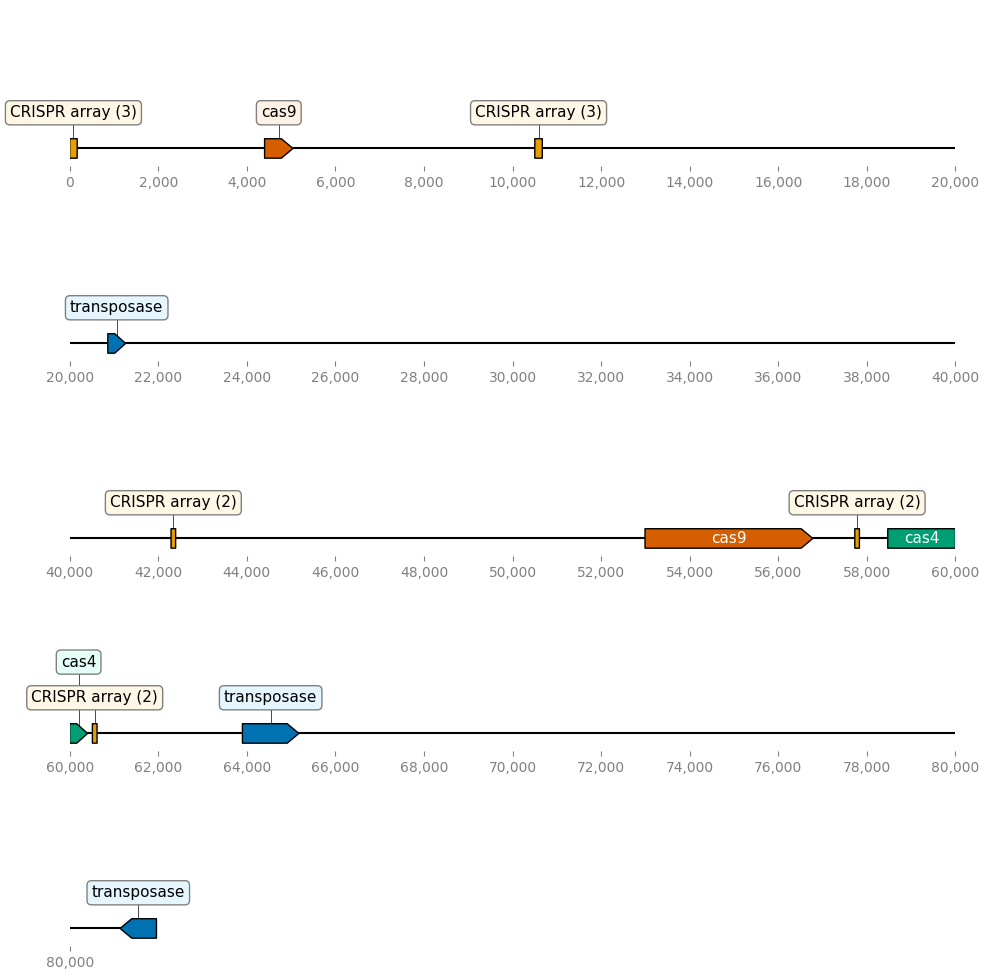 CRISPR array (3) cas9 CRISPR array (3)
0 2,000 4,000 6,000 8,000 10,000 12,000 14,000 16,000 18,000 20,000
transposase
20,000 22,000 24,000 26,000 28,000 30,000 32,000 34,000 36,000 38,000 40,000
CRISPR array (2) CRISPR array (2)
cas9 cas4
40,000 42,000 44,000 46,000 48,000 50,000 52,000 54,000 56,000 58,000 60,000
cas4
CRISPR array (2) transposase
60,000 62,000 64,000 66,000 68,000 70,000 72,000 74,000 76,000 78,000 80,000
transposase
80,000